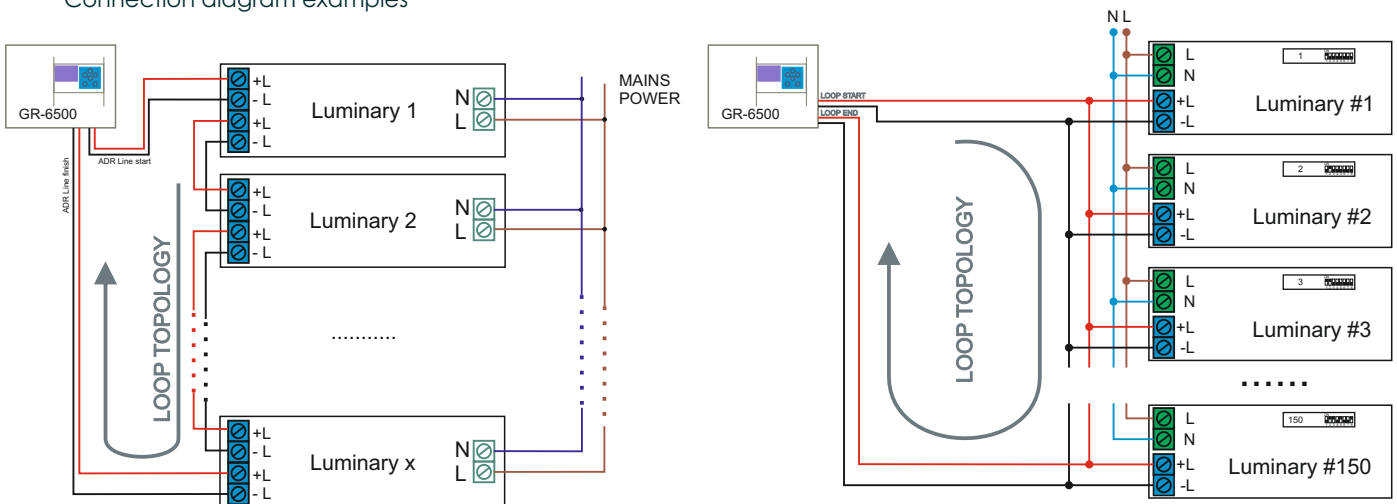 Connection diagram examples
GR-6500
ADR Line start
ADR Line finish
LOOP TOPOLOGY
+L
- L
+L
- L
Luminary 1
N
L
MAINS
POWER
+L
- L
+L
- L
Luminary 2
N
L
...........
+L
- L
+L
- L
Luminary x
N
L
N L
GR-6500
LOOP START
LOOP END
LOOP TOPOLOGY
L
N
+L
-L
1
Luminary #1
L
N
+L
-L
2
Luminary #2
L
N
+L
-L
3
Luminary #3
......
L
N
+L
-L
150
Luminary #150